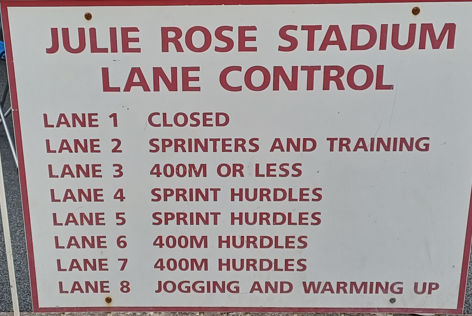 JULIE ROSE STADIUM
LANE CONTROL
LANE 1 CLOSED
LANE 2 SPRINTERS AND TRAINING
LANE 3 400M OR LESS
LANE 4 SPRINT HURDLES
LANE 5 SPRINT HURDLES
LANE 6 400M HURDLES
LANE 7 400M HURDLES
LANE 8 JOGGING AND WARMING UP